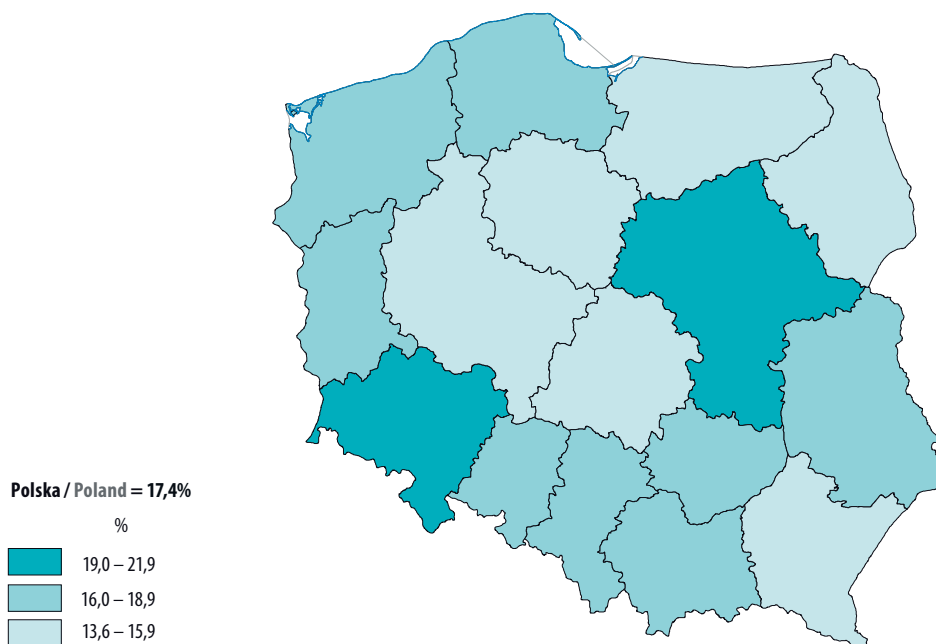 Polska / Poland = 17,4%
%
19,0 – 21,9
16,0 – 18,9
13,6 – 15,9